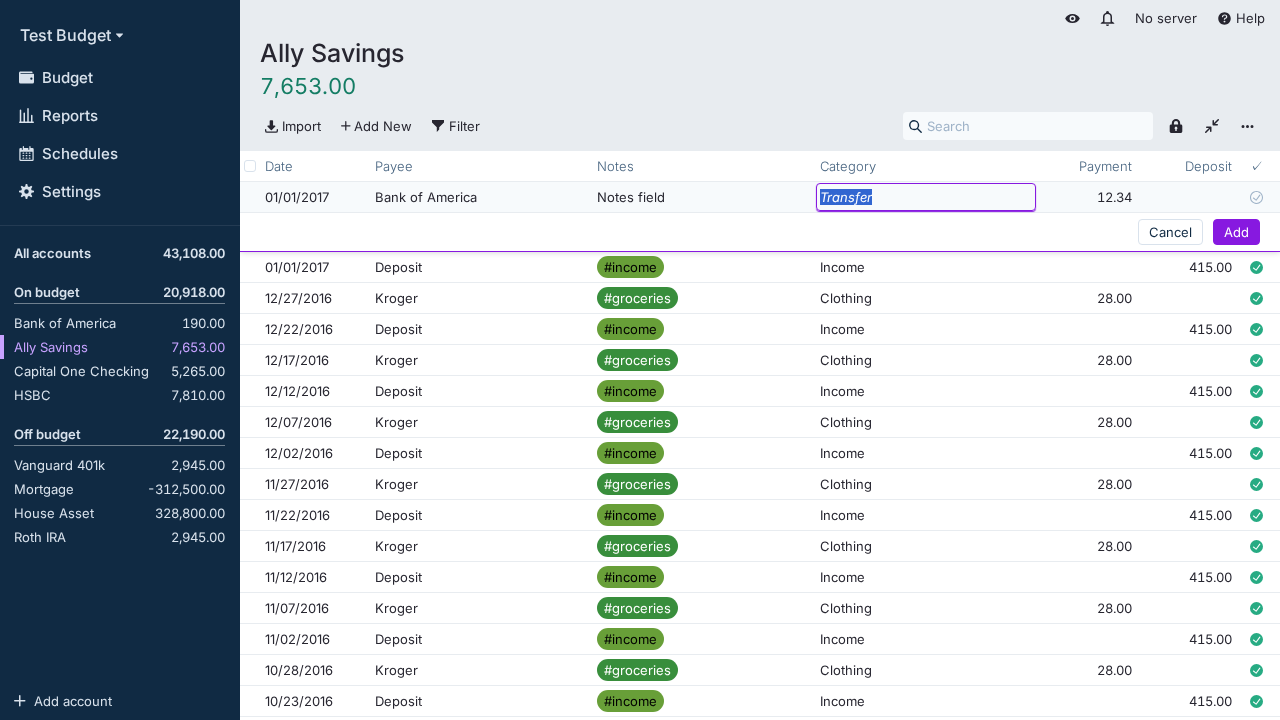 Test Budget
Budget
Reports
Schedules
Settings
All accounts 43,108.00
On budget 20,918.00
Bank of America 190.00
Ally Savings 7,653.00
Capital One Checking 5,265.00
HSBC 7,810.00
Off budget 22,190.00
Vanguard 401k 2,945.00
Mortgage -312,500.00
House Asset 328,800.00
Roth IRA 2,945.00
Add account
No server Help
Ally Savings
7,653.00
Import Add New Filter Search
Date Payee Notes Category Payment Deposit ✓
01/01/2017 Bank of America Notes field Transfer 12.34
Cancel Add
01/01/2017 Deposit #income Income 415.00
12/27/2016 Kroger #groceries Clothing 28.00
12/22/2016 Deposit #income Income 415.00
12/17/2016 Kroger #groceries Clothing 28.00
12/12/2016 Deposit #income Income 415.00
12/07/2016 Kroger #groceries Clothing 28.00
12/02/2016 Deposit #income Income 415.00
11/27/2016 Kroger #groceries Clothing 28.00
11/22/2016 Deposit #income Income 415.00
11/17/2016 Kroger #groceries Clothing 28.00
11/12/2016 Deposit #income Income 415.00
11/07/2016 Kroger #groceries Clothing 28.00
11/02/2016 Deposit #income Income 415.00
10/28/2016 Kroger #groceries Clothing 28.00
10/23/2016 Deposit #income Income 415.00